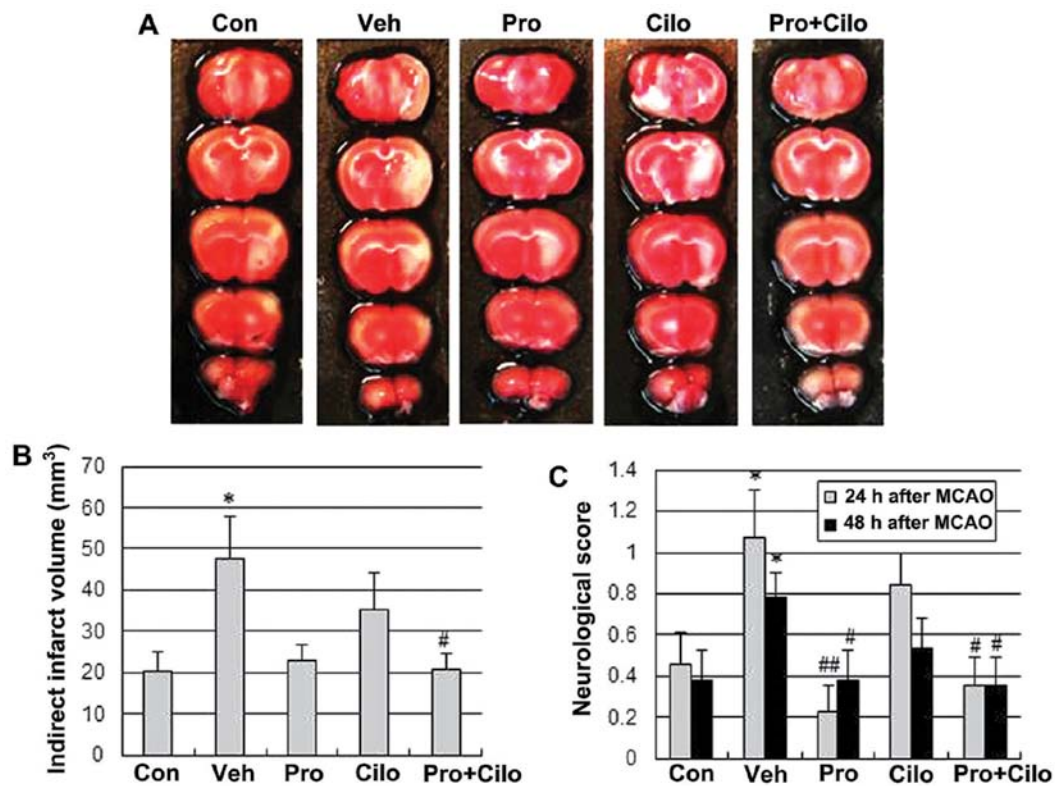 A Con Veh Pro Cilo Pro+Cilo
B
Indirect infarct volume (mm³)
70
60
50
40
30
20
10
0
*
#
Con Veh Pro Cilo Pro+Cilo
C
Neurological score
1.4
1.2
1
0.8
0.6
0.4
0.2
0
24 h after MCAO
48 h after MCAO
*
*
##
#
#
#
Con Veh Pro Cilo Pro+Cilo